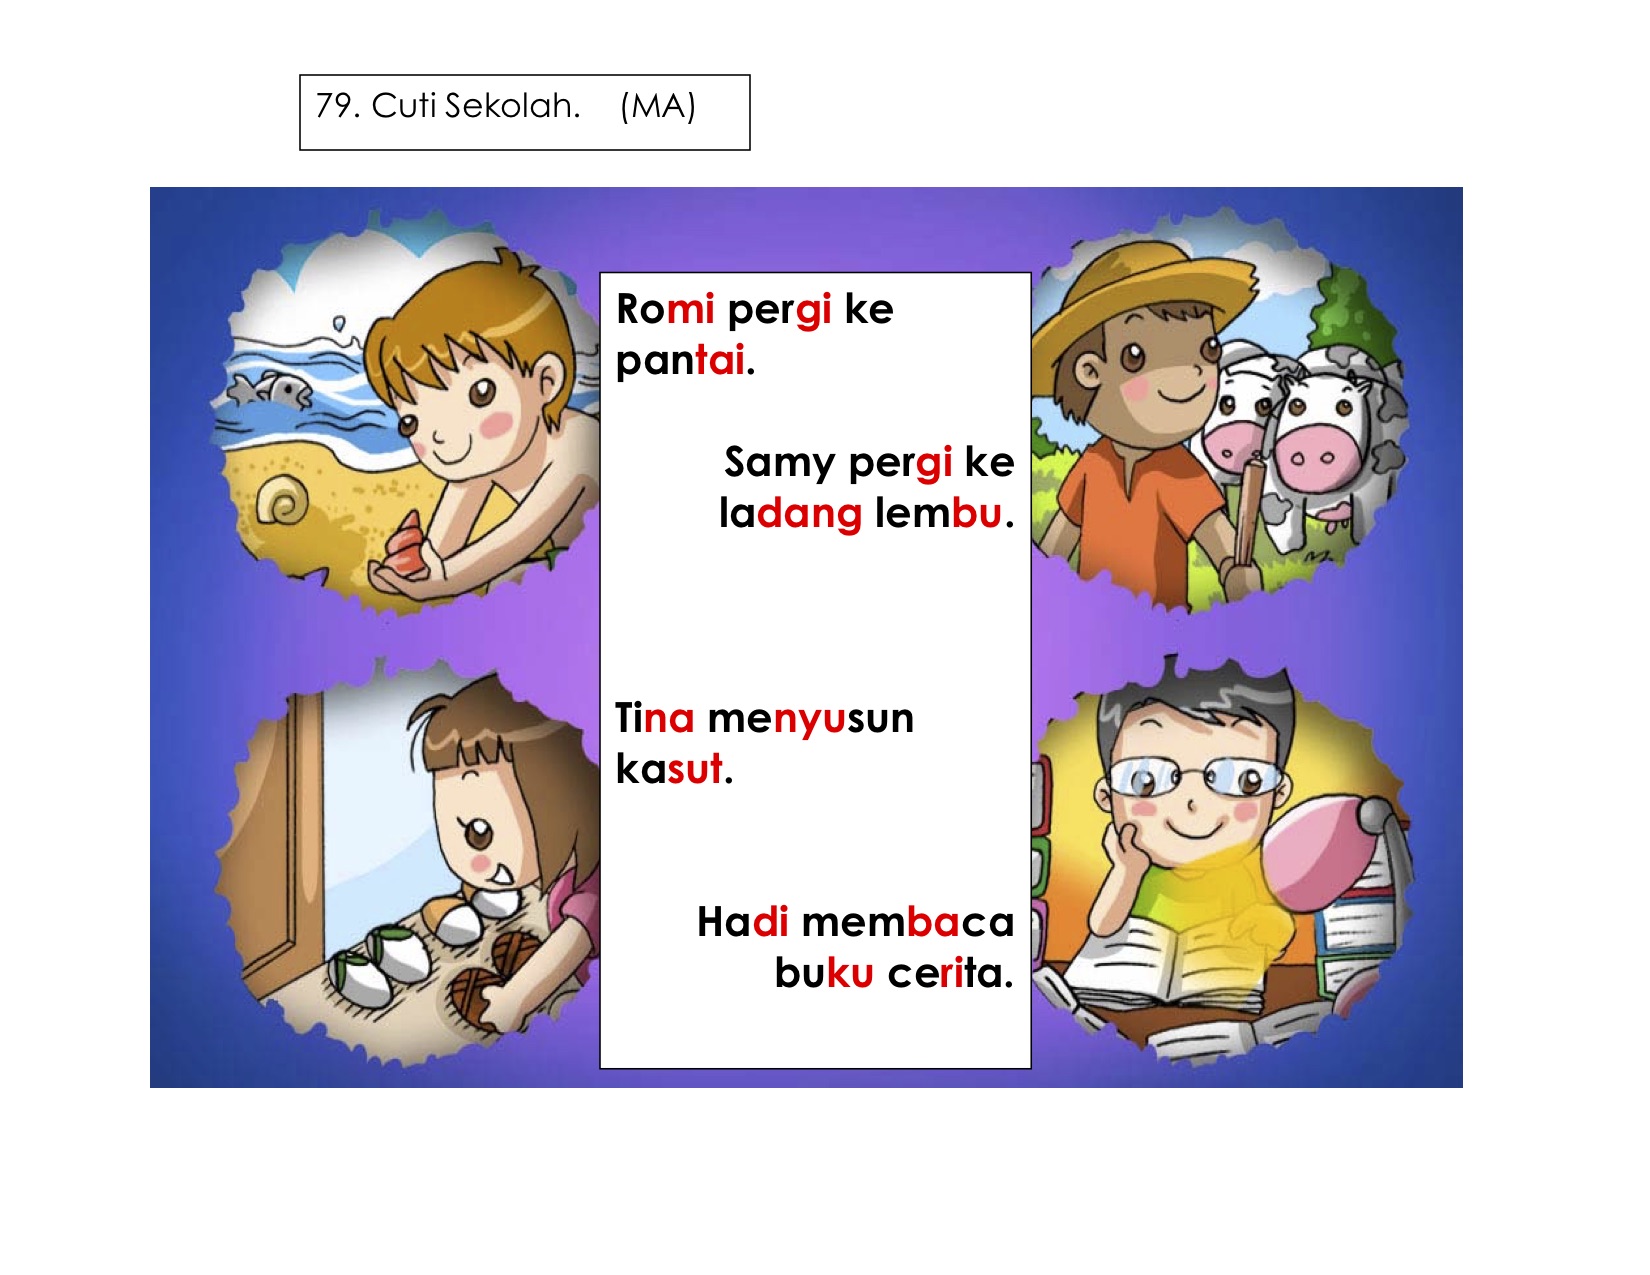 79. Cuti Sekolah. (MA)
Romi pergi ke
pantai.
Samy pergi ke
ladang lembu.
Tina menyusun
kasut.
Hadi membaca
buku cerita.